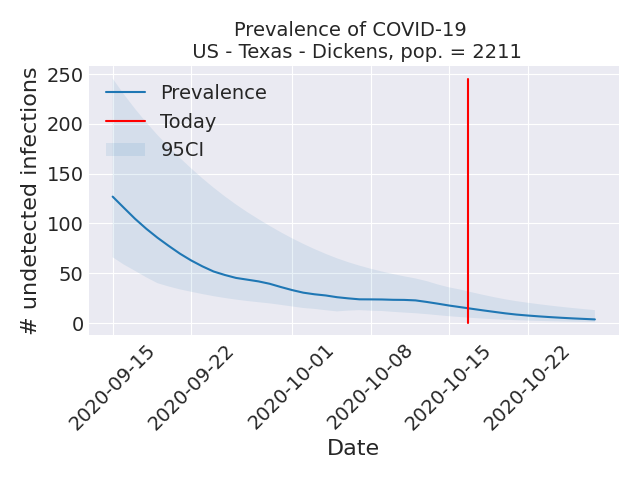 Prevalence of COVID-19
US - Texas - Dickens, pop. = 2211
# undetected infections
250
200
150
100
50
0
Prevalence
Today
95CI
2020-09-15
2020-09-22
2020-10-01
2020-10-08
2020-10-15
2020-10-22
Date